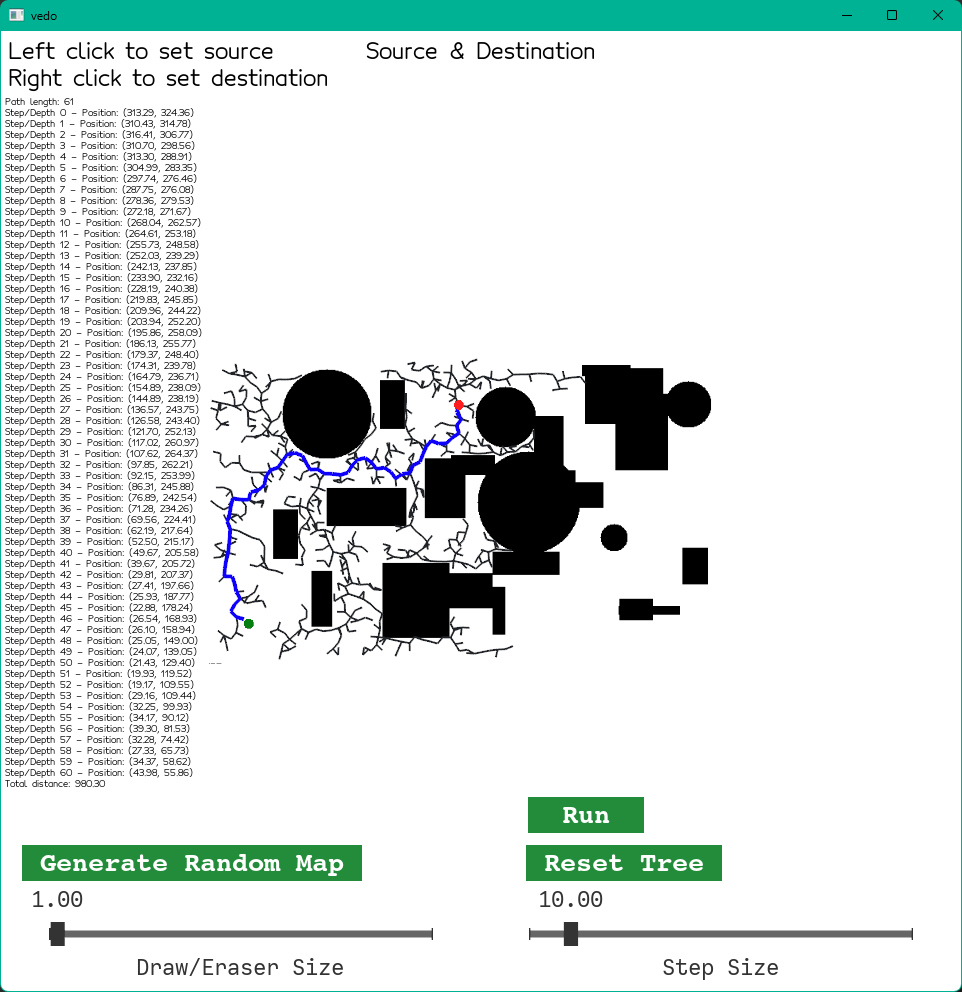 vedo
Left click to set source
Source & Destination
Right click to set destination
Path length: 61
Step/Depth 0 - Position: (313.29, 324.36)
Step/Depth 1 - Position: (310.43, 314.78)
Step/Depth 2 - Position: (316.41, 306.77)
Step/Depth 3 - Position: (310.70, 298.56)
Step/Depth 4 - Position: (313.30, 288.91)
Step/Depth 5 - Position: (304.99, 283.35)
Step/Depth 6 - Position: (297.74, 276.46)
Step/Depth 7 - Position: (287.75, 276.08)
Step/Depth 8 - Position: (278.36, 279.53)
Step/Depth 9 - Position: (272.18, 271.67)
Step/Depth 10 - Position: (268.04, 262.57)
Step/Depth 11 - Position: (264.61, 253.18)
Step/Depth 12 - Position: (255.73, 248.58)
Step/Depth 13 - Position: (252.03, 239.29)
Step/Depth 14 - Position: (242.13, 237.85)
Step/Depth 15 - Position: (233.90, 232.16)
Step/Depth 16 - Position: (228.19, 240.38)
Step/Depth 17 - Position: (219.83, 245.85)
Step/Depth 18 - Position: (209.96, 244.22)
Step/Depth 19 - Position: (203.94, 252.20)
Step/Depth 20 - Position: (195.86, 258.09)
Step/Depth 21 - Position: (186.13, 255.77)
Step/Depth 22 - Position: (179.37, 248.40)
Step/Depth 23 - Position: (174.31, 239.78)
Step/Depth 24 - Position: (164.79, 236.71)
Step/Depth 25 - Position: (154.89, 238.09)
Step/Depth 26 - Position: (144.89, 238.19)
Step/Depth 27 - Position: (136.57, 243.75)
Step/Depth 28 - Position: (126.58, 243.40)
Step/Depth 29 - Position: (121.70, 252.13)
Step/Depth 30 - Position: (117.02, 260.97)
Step/Depth 31 - Position: (107.62, 264.37)
Step/Depth 32 - Position: (97.85, 262.21)
Step/Depth 33 - Position: (92.15, 253.99)
Step/Depth 34 - Position: (86.31, 245.88)
Step/Depth 35 - Position: (76.89, 242.54)
Step/Depth 36 - Position: (71.28, 234.26)
Step/Depth 37 - Position: (69.56, 224.41)
Step/Depth 38 - Position: (62.19, 217.64)
Step/Depth 39 - Position: (52.50, 215.17)
Step/Depth 40 - Position: (49.67, 205.58)
Step/Depth 41 - Position: (39.67, 205.72)
Step/Depth 42 - Position: (29.81, 207.37)
Step/Depth 43 - Position: (27.41, 197.66)
Step/Depth 44 - Position: (25.93, 187.77)
Step/Depth 45 - Position: (22.88, 178.24)
Step/Depth 46 - Position: (26.54, 168.93)
Step/Depth 47 - Position: (26.10, 158.94)
Step/Depth 48 - Position: (25.05, 149.00)
Step/Depth 49 - Position: (24.07, 139.05)
Step/Depth 50 - Position: (21.43, 129.40)
Step/Depth 51 - Position: (19.93, 119.52)
Step/Depth 52 - Position: (19.17, 109.55)
Step/Depth 53 - Position: (29.16, 109.44)
Step/Depth 54 - Position: (32.25, 99.93)
Step/Depth 55 - Position: (34.17, 90.12)
Step/Depth 56 - Position: (39.30, 81.53)
Step/Depth 57 - Position: (32.28, 74.42)
Step/Depth 58 - Position: (27.33, 65.73)
Step/Depth 59 - Position: (34.37, 58.62)
Step/Depth 60 - Position: (43.98, 55.86)
Total distance: 980.30
Run
Generate Random Map
Reset Tree
1.00
10.00
Draw/Eraser Size
Step Size